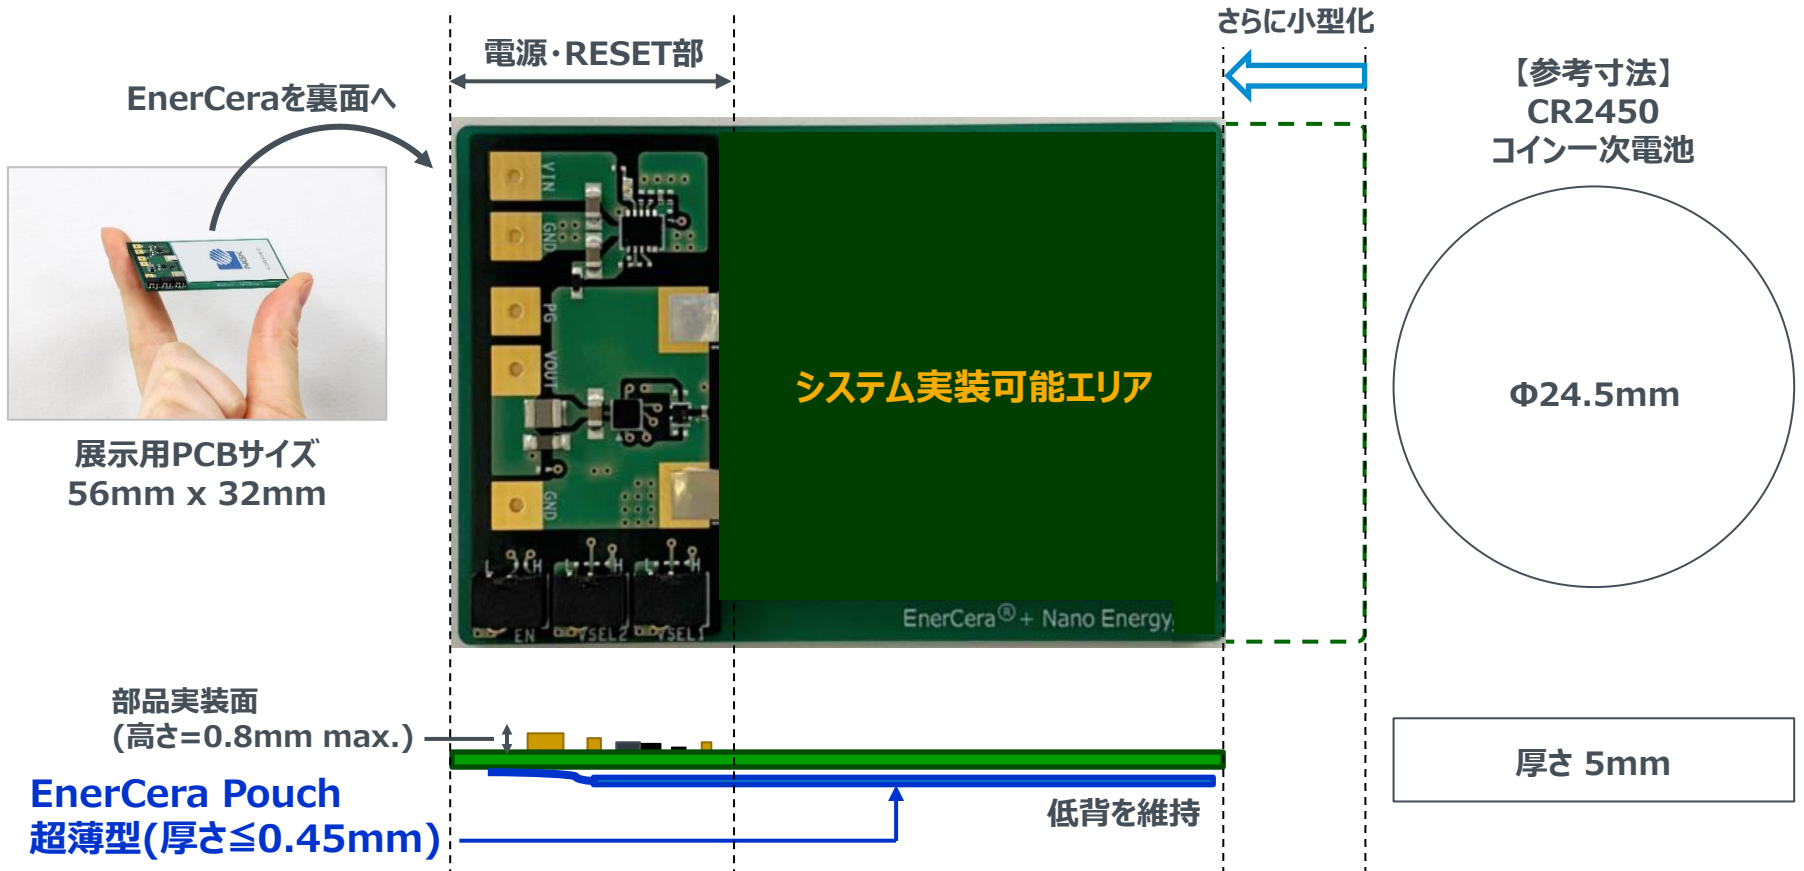 さらに小型化
電源・RESET部
EnerCeraを裏面へ
【参考寸法】
CR2450
コイン一次電池
VIN
GND
PG
VOUT
GND
システム実装可能エリア
Φ24.5mm
NGK
展示用PCBサイズ
56mm x 32mm
L H L H L H
EN VSEL2 VSEL1
EnerCera® + Nano Energy
部品実装面
(高さ=0.8mm max.)
EnerCera Pouch
超薄型(厚さ≦0.45mm)
低背を維持
厚さ 5mm